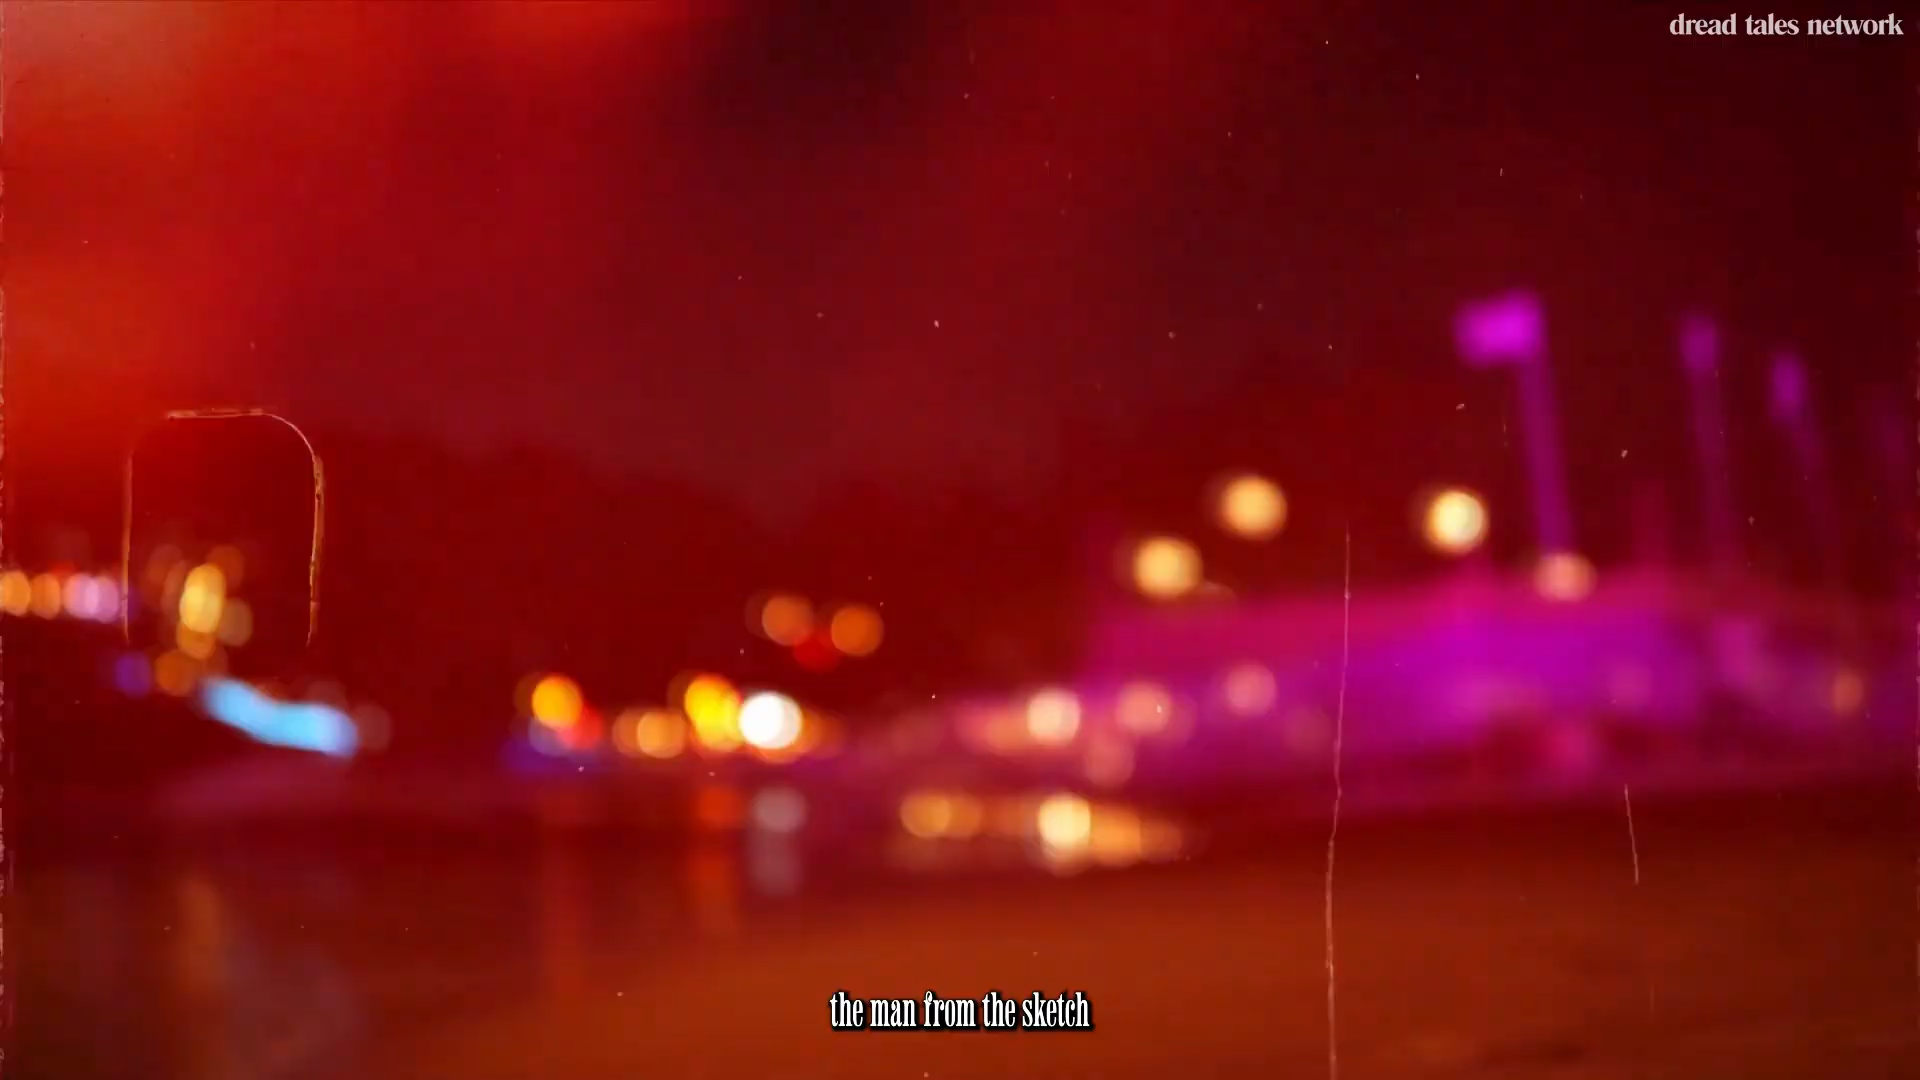 dread tales network
the man from the sketch